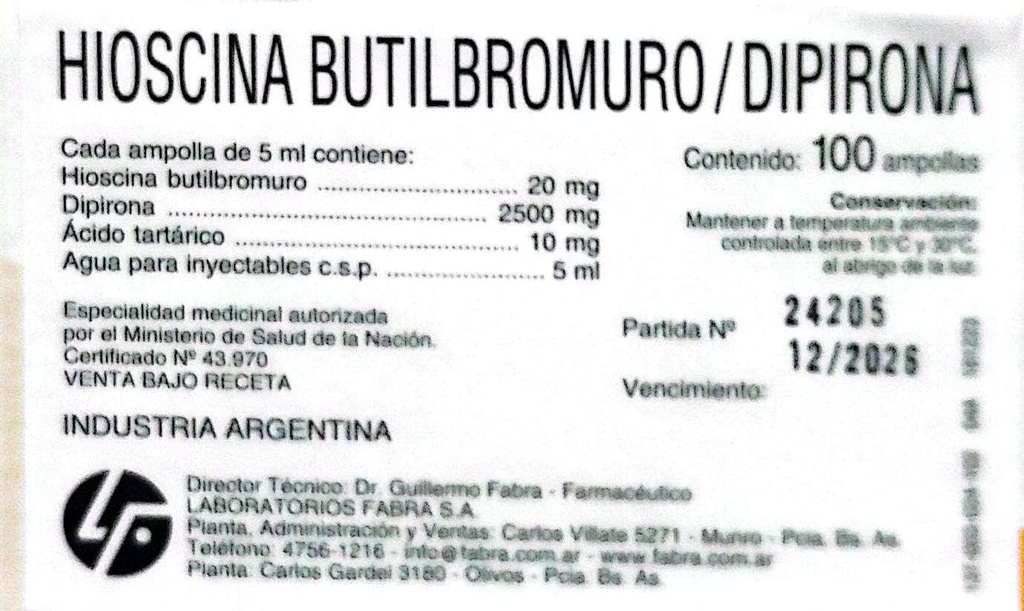 HIOSCINA BUTILBROMURO/DIPIRONA
Cada ampolla de 5 ml contiene:
Hioscina butilbromuro ............................ 20 mg
Dipirona ............................................. 2500 mg
Ácido tartárico ........................................ 10 mg
Agua para inyectables c.s.p. ...................... 5 ml
Contenido: 100 ampollas
Conservación:
Mantener a temperatura ambiente
controlada entre 15°C y 30°C.
al abrigo de la luz.
Especialidad medicinal autorizada
por el Ministerio de Salud de la Nación.
Certificado Nº 43.970
VENTA BAJO RECETA
Partida Nº 24205
12/2026
Vencimiento:
INDUSTRIA ARGENTINA
Director Técnico: Dr. Guillermo Fabra - Farmacéutico
LABORATORIOS FABRA S.A.
Planta, Administración y Ventas: Carlos Villate 5271 - Munro - Pcia. Bs. As.
Teléfono: 4756-1216 - info@fabra.com.ar - www.fabra.com.ar
Planta: Carlos Gardel 3180 - Olivos - Pcia. Bs. As.